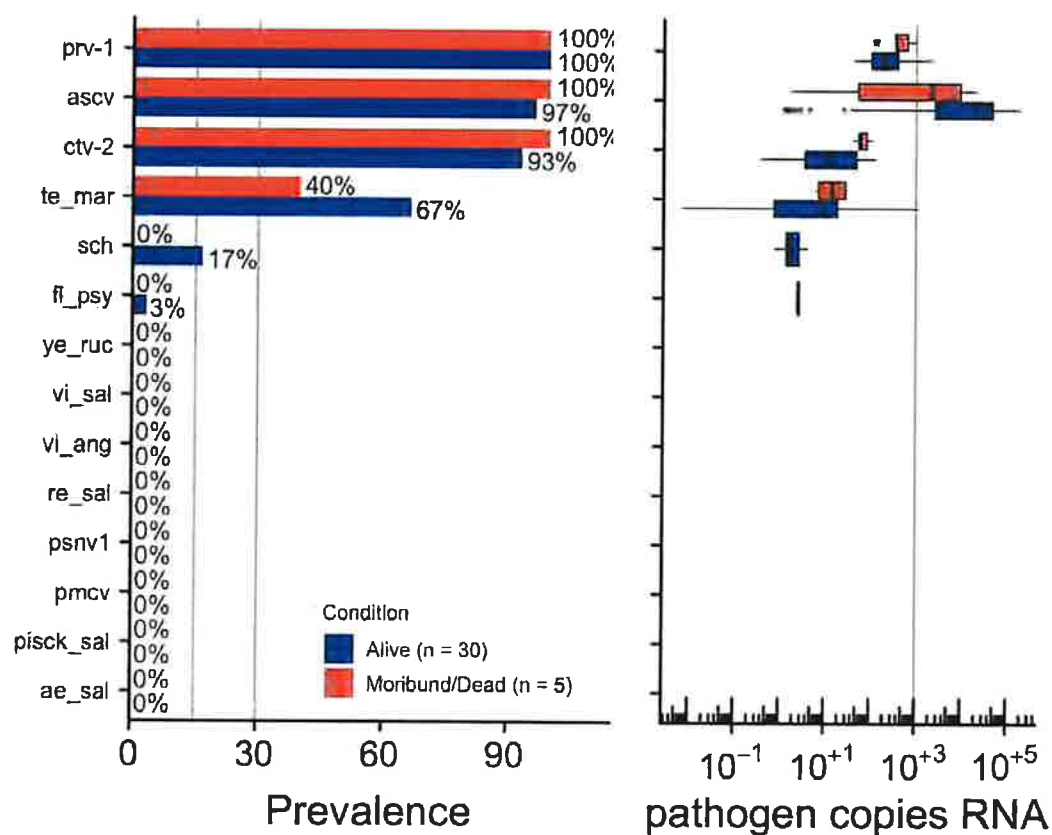 prv-1
100%
100%
ascv
100%
97%
ctv-2
100%
93%
te_mar
40%
67%
sch
0%
17%
fl_psy
0%
3%
ye_ruc
0%
0%
vi_sal
0%
0%
vi_ang
0%
0%
re_sal
0%
0%
psnv1
0%
0%
pmcv
0%
0%
pisck_sal
0%
0%
ae_sal
0%
0%
Condition
Alive (n = 30)
Moribund/Dead (n = 5)
0 30 60 90
Prevalence
10⁻¹ 10⁺¹ 10⁺³ 10⁺⁵
pathogen copies RNA